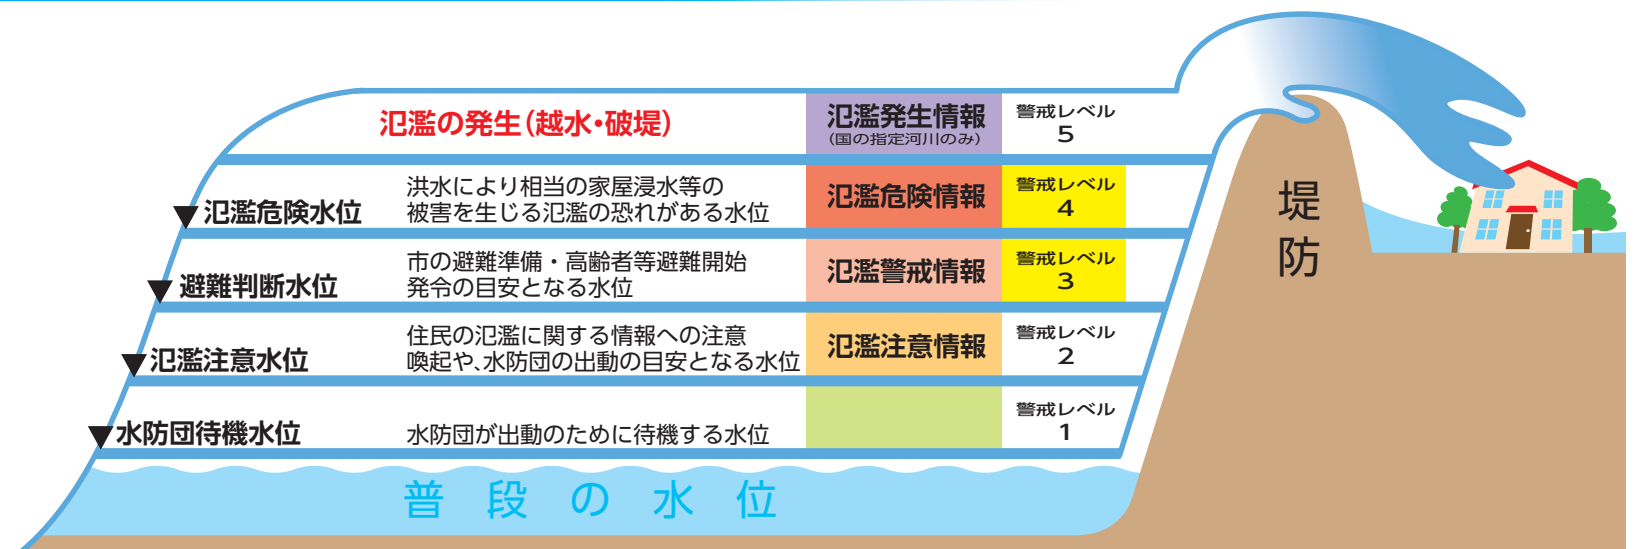 氾濫の発生（越水・破堤）
氾濫発生情報
（国の指定河川のみ）
警戒レベル
5
▼氾濫危険水位
洪水により相当の家屋浸水等の
被害を生じる氾濫の恐れがある水位
氾濫危険情報
警戒レベル
4
▼避難判断水位
市の避難準備・高齢者等避難開始
発令の目安となる水位
氾濫警戒情報
警戒レベル
3
▼氾濫注意水位
住民の氾濫に関する情報への注意
喚起や、水防団の出動の目安となる水位
氾濫注意情報
警戒レベル
2
▼水防団待機水位
水防団が出動のために待機する水位
警戒レベル
1
普段の水位
堤防